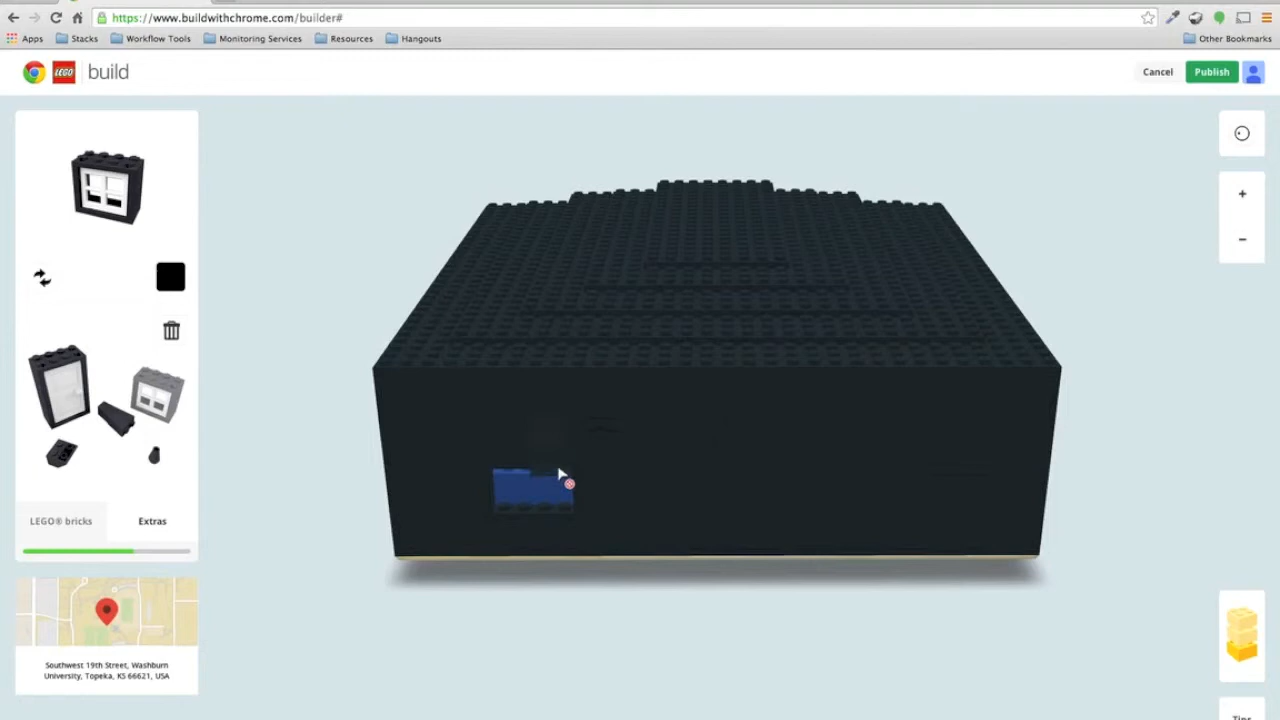 https://www.buildwithchrome.com/builder#
Apps Stacks Workflow Tools Monitoring Services Resources Hangouts Other Bookmarks
LEGO build Cancel Publish
+
-
LEGO® bricks Extras
Southwest 19th Street, Washburn
University, Topeka, KS 66621, USA
Tips